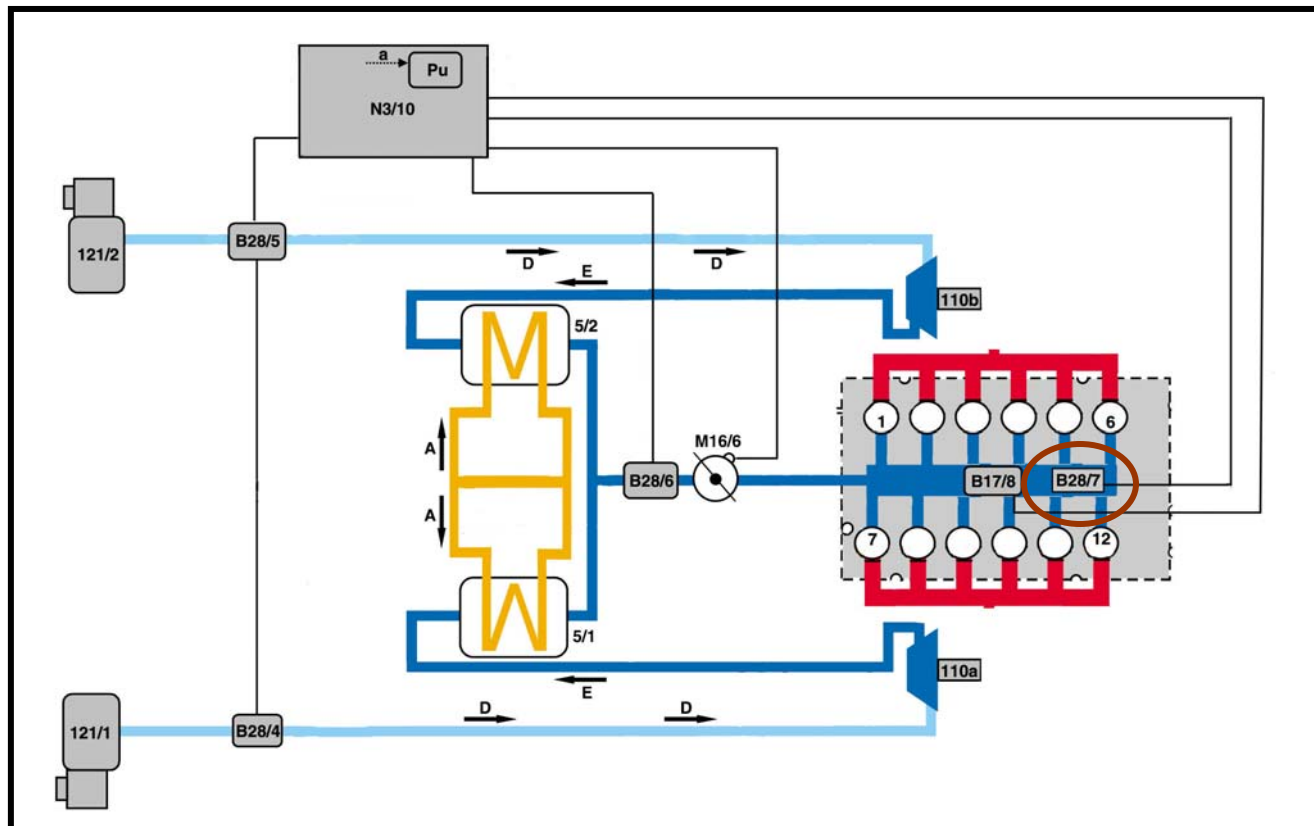 a
Pu
N3/10
121/2
B28/5
D
D
E
110b
5/2
1
6
M16/6
A
B28/6
B17/8
B28/7
A
7
12
5/1
110a
E
D
D
121/1
B28/4